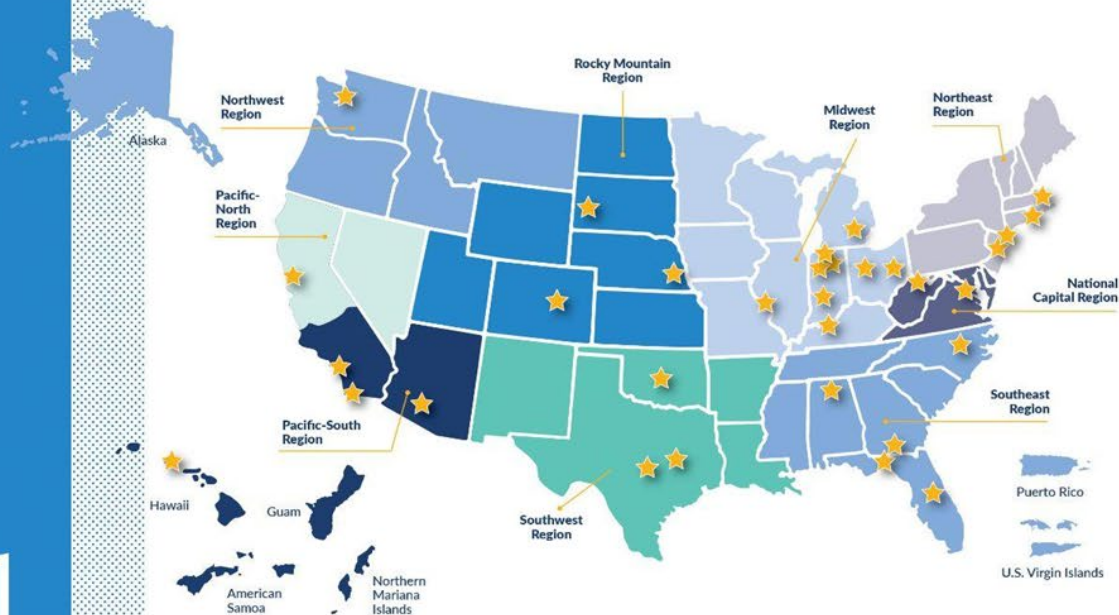 Rocky Mountain
Region
Northwest
Region
Midwest
Region
Northeast
Region
Alaska
Pacific-
North
Region
National
Capital Region
Southeast
Region
Pacific-South
Region
Hawaii
Guam
Southwest
Region
Puerto Rico
American
Samoa
Northern
Mariana
Islands
U.S. Virgin Islands